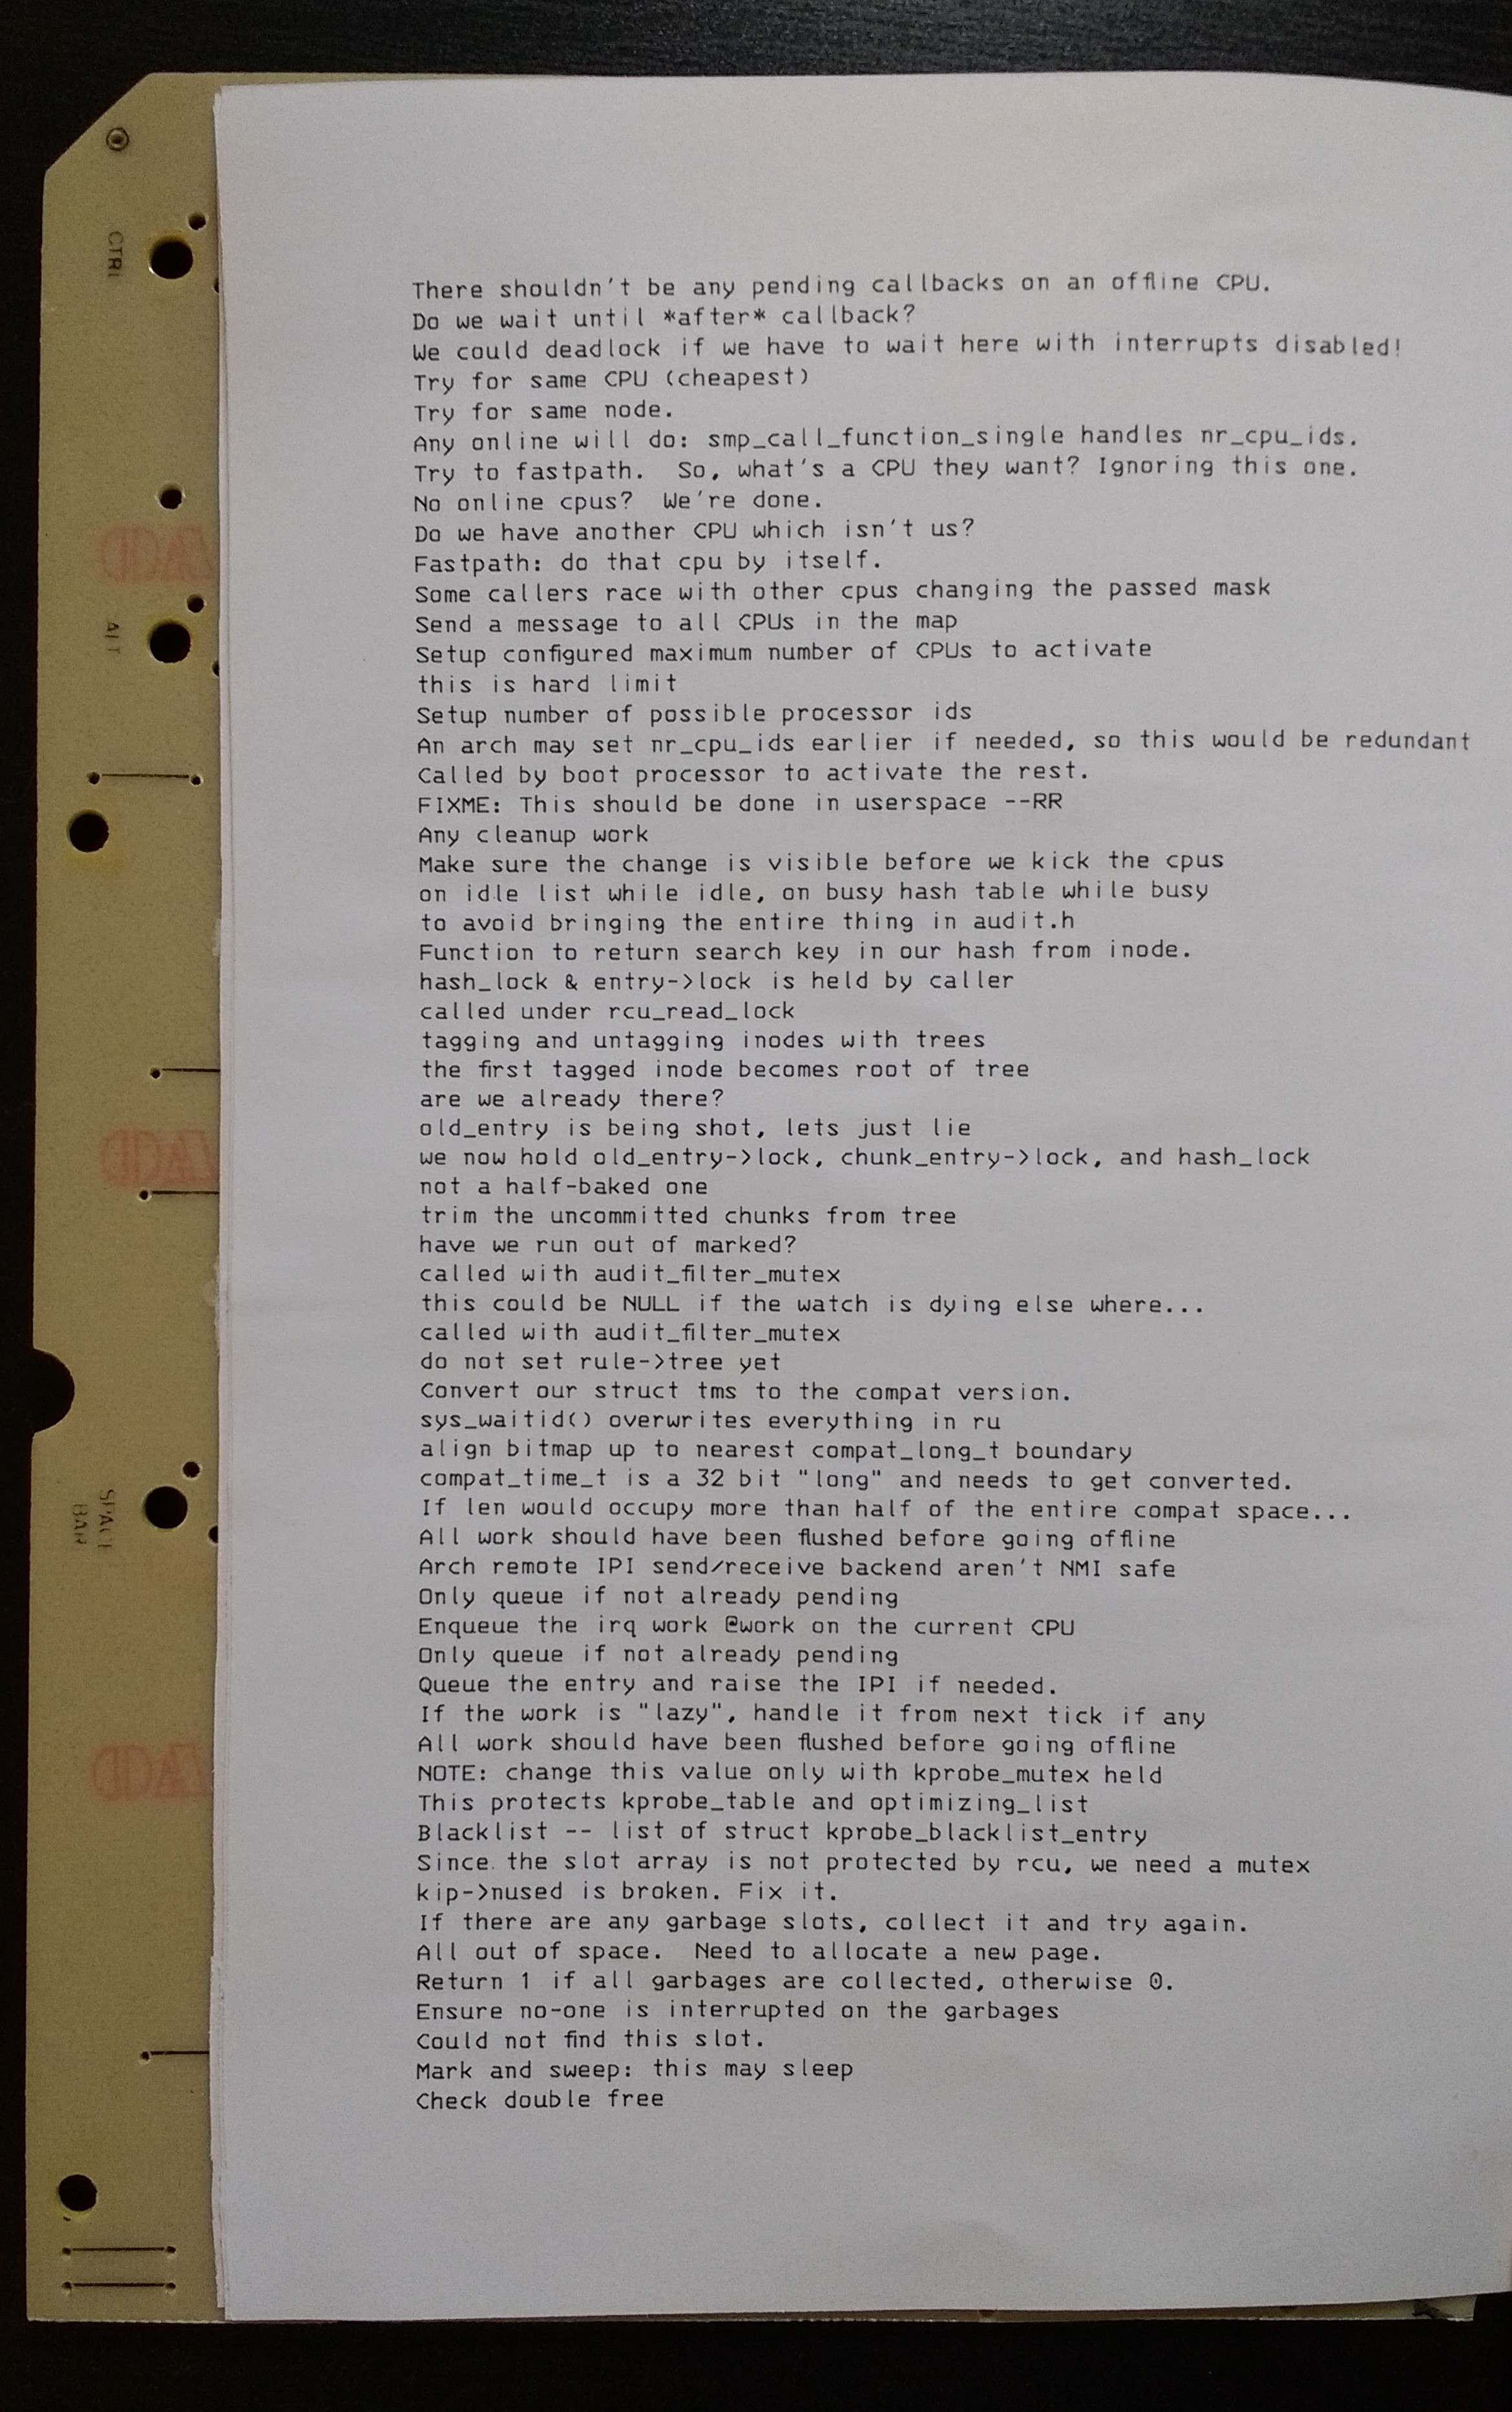 CTRL
ALT
SPACE
BAR
There shouldn't be any pending callbacks on an offline CPU.
Do we wait until *after* callback?
We could deadlock if we have to wait here with interrupts disabled!
Try for same CPU (cheapest)
Try for same node.
Any online will do: smp_call_function_single handles nr_cpu_ids.
Try to fastpath.  So, what's a CPU they want? Ignoring this one.
No online cpus?  We're done.
Do we have another CPU which isn't us?
Fastpath: do that cpu by itself.
Some callers race with other cpus changing the passed mask
Send a message to all CPUs in the map
Setup configured maximum number of CPUs to activate
this is hard limit
Setup number of possible processor ids
An arch may set nr_cpu_ids earlier if needed, so this would be redundant
Called by boot processor to activate the rest.
FIXME: This should be done in userspace --RR
Any cleanup work
Make sure the change is visible before we kick the cpus
on idle list while idle, on busy hash table while busy
to avoid bringing the entire thing in audit.h
Function to return search key in our hash from inode.
hash_lock & entry->lock is held by caller
called under rcu_read_lock
tagging and untagging inodes with trees
the first tagged inode becomes root of tree
are we already there?
old_entry is being shot, lets just lie
we now hold old_entry->lock, chunk_entry->lock, and hash_lock
not a half-baked one
trim the uncommitted chunks from tree
have we run out of marked?
called with audit_filter_mutex
this could be NULL if the watch is dying else where...
called with audit_filter_mutex
do not set rule->tree yet
Convert our struct tms to the compat version.
sys_waitid() overwrites everything in ru
align bitmap up to nearest compat_long_t boundary
compat_time_t is a 32 bit "long" and needs to get converted.
If len would occupy more than half of the entire compat space...
All work should have been flushed before going offline
Arch remote IPI send/receive backend aren't NMI safe
Only queue if not already pending
Enqueue the irq work @work on the current CPU
Only queue if not already pending
Queue the entry and raise the IPI if needed.
If the work is "lazy", handle it from next tick if any
All work should have been flushed before going offline
NOTE: change this value only with kprobe_mutex held
This protects kprobe_table and optimizing_list
Blacklist -- list of struct kprobe_blacklist_entry
Since the slot array is not protected by rcu, we need a mutex
kip->nused is broken. Fix it.
If there are any garbage slots, collect it and try again.
All out of space.  Need to allocate a new page.
Return 1 if all garbages are collected, otherwise 0.
Ensure no-one is interrupted on the garbages
Could not find this slot.
Mark and sweep: this may sleep
Check double free